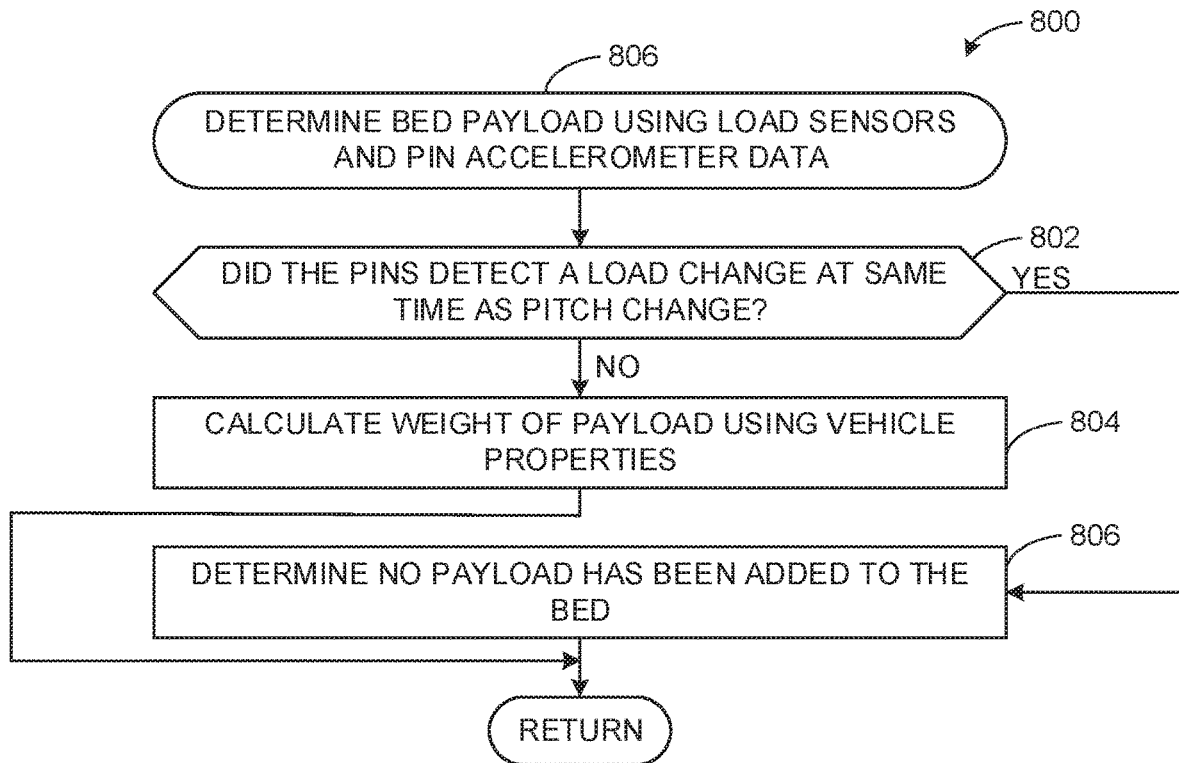 800
806
DETERMINE BED PAYLOAD USING LOAD SENSORS
AND PIN ACCELEROMETER DATA
802
DID THE PINS DETECT A LOAD CHANGE AT SAME
TIME AS PITCH CHANGE?
YES
NO
CALCULATE WEIGHT OF PAYLOAD USING VEHICLE
PROPERTIES
804
806
DETERMINE NO PAYLOAD HAS BEEN ADDED TO THE
BED
RETURN